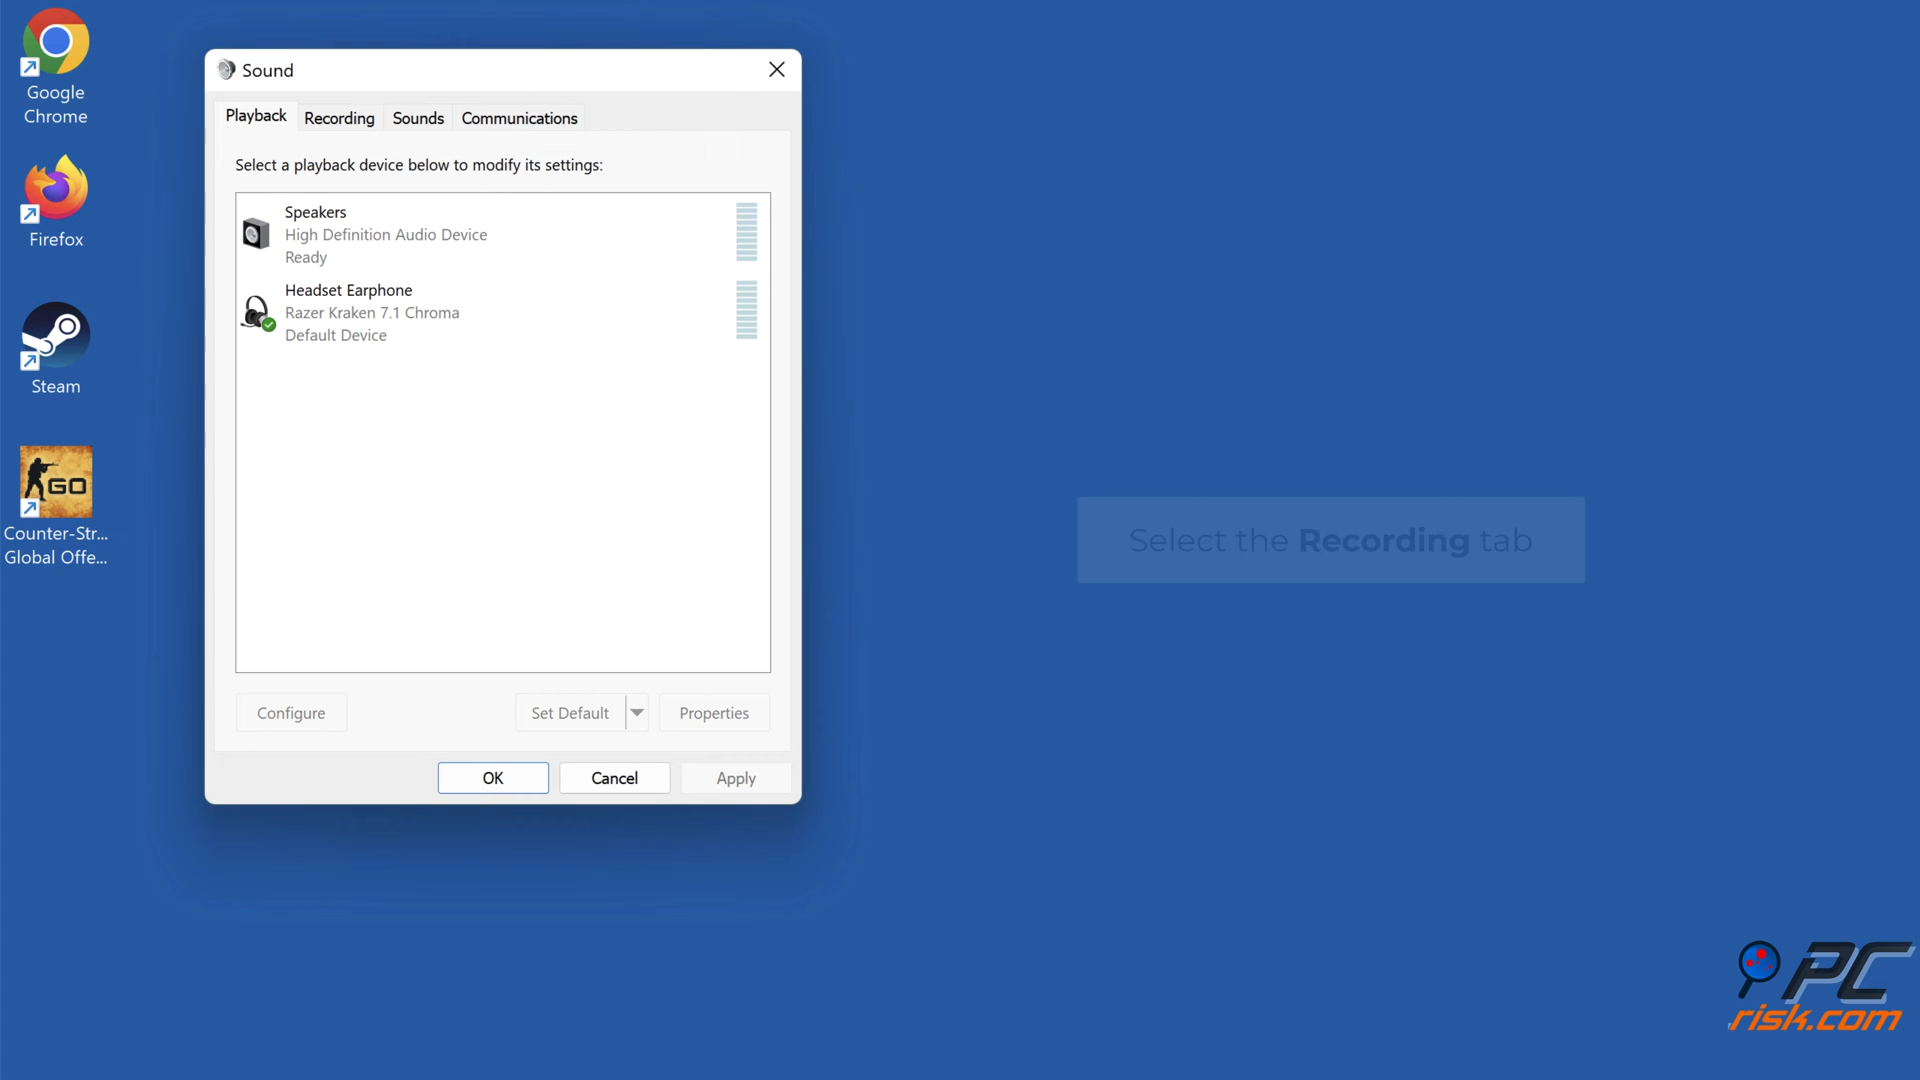 Google
Chrome
Firefox
Steam
GO
Counter-Str...
Global Offe...
Sound
Playback
Recording
Sounds
Communications
Select a playback device below to modify its settings:
Speakers
High Definition Audio Device
Ready
Headset Earphone
Razer Kraken 7.1 Chroma
Default Device
Configure
Set Default
Properties
OK
Cancel
Apply
Select the Recording tab
PC
risk.com